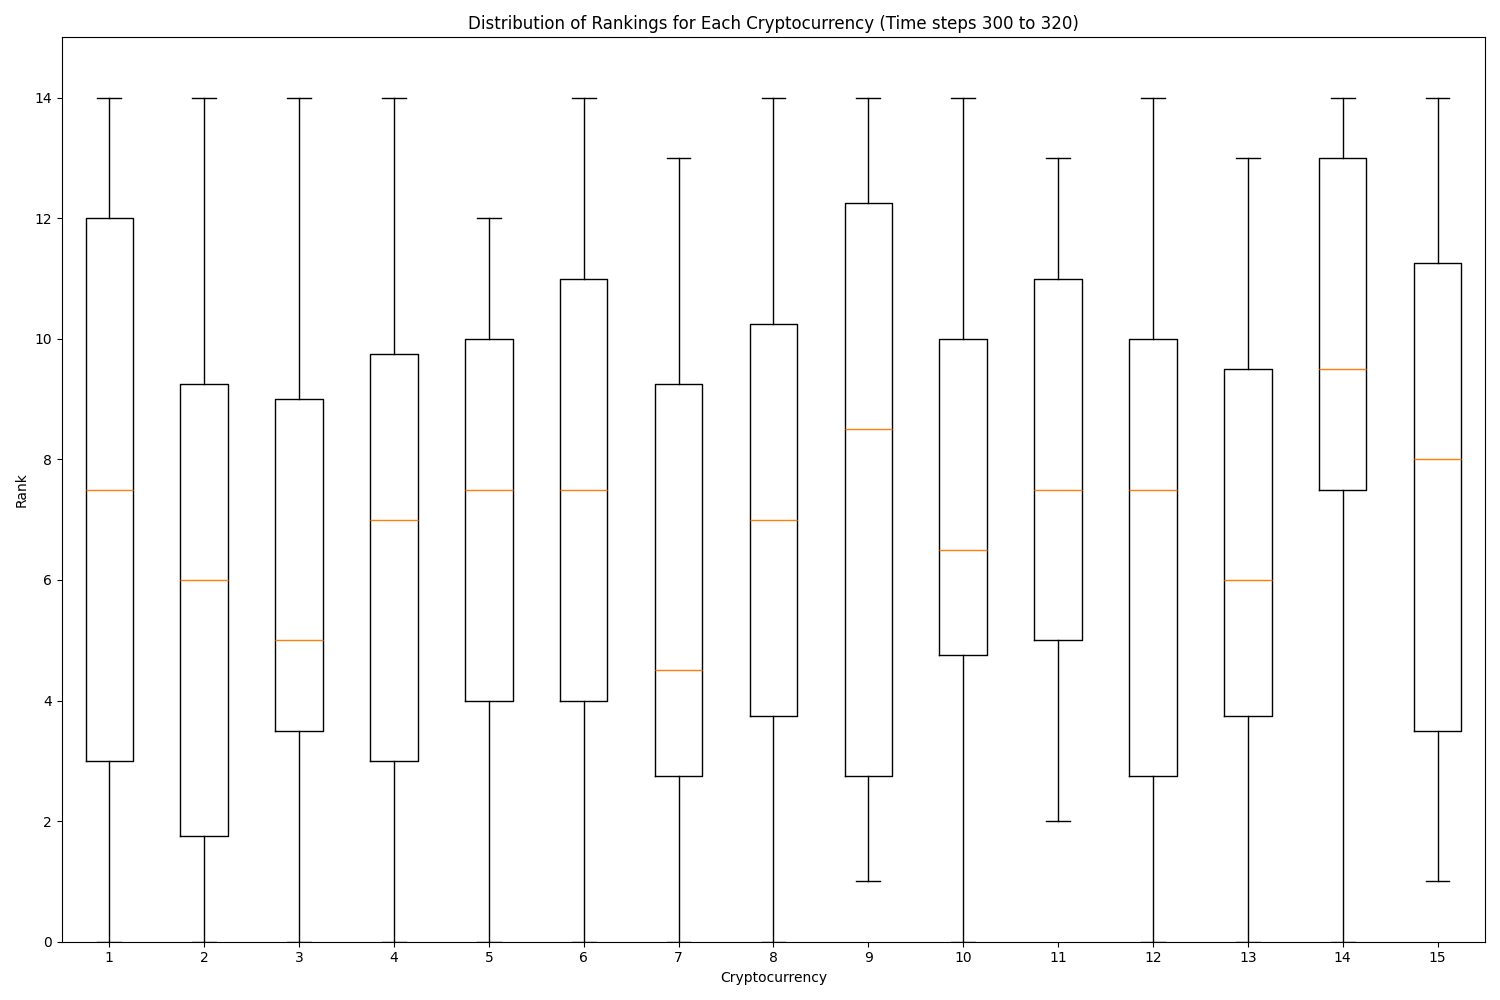 Distribution of Rankings for Each Cryptocurrency (Time steps 300 to 320)
14
12
10
8
6
4
2
0
Rank
1 2 3 4 5 6 7 8 9 10 11 12 13 14 15
Cryptocurrency